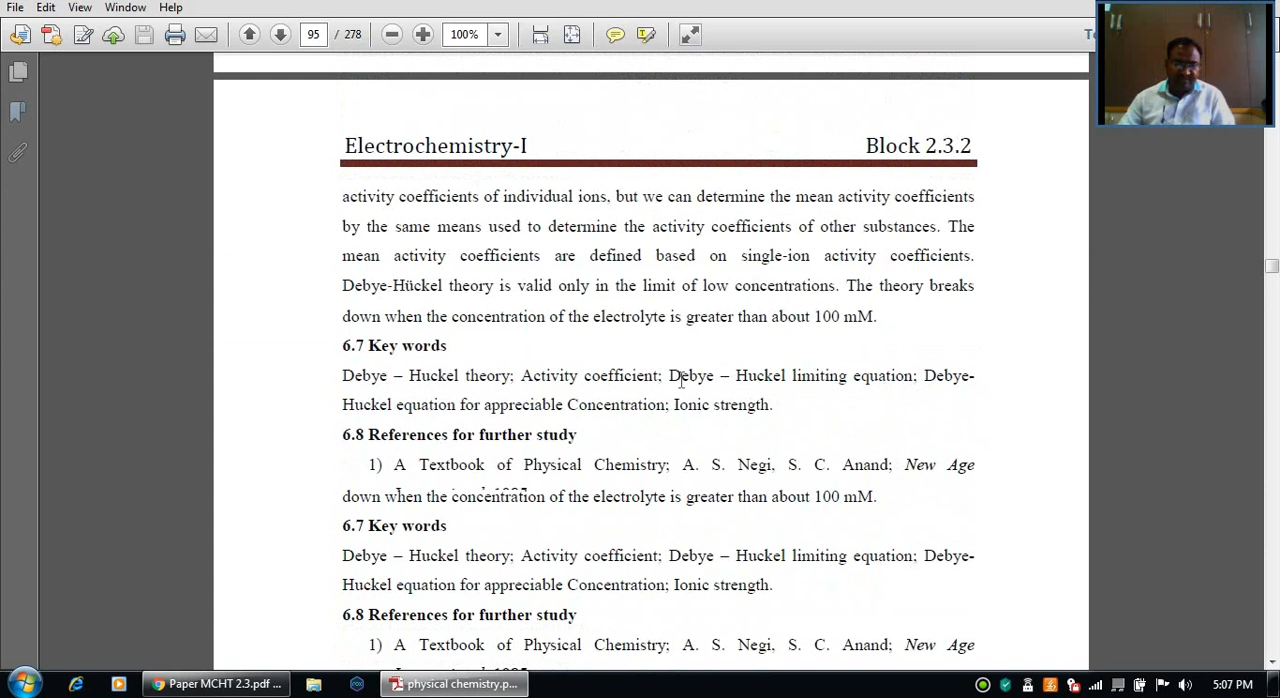 File Edit View Window Help
95 / 278 100%
Electrochemistry-I Block 2.3.2
activity coefficients of individual ions, but we can determine the mean activity coefficients
by the same means used to determine the activity coefficients of other substances. The
mean activity coefficients are defined based on single-ion activity coefficients.
Debye-Hückel theory is valid only in the limit of low concentrations. The theory breaks
down when the concentration of the electrolyte is greater than about 100 mM.
6.7 Key words
Debye – Huckel theory; Activity coefficient; Debye – Huckel limiting equation; Debye-
Huckel equation for appreciable Concentration; Ionic strength.
6.8 References for further study
1) A Textbook of Physical Chemistry; A. S. Negi, S. C. Anand; New Age
down when the concentration of the electrolyte is greater than about 100 mM.
6.7 Key words
Debye – Huckel theory; Activity coefficient; Debye – Huckel limiting equation; Debye-
Huckel equation for appreciable Concentration; Ionic strength.
6.8 References for further study
1) A Textbook of Physical Chemistry; A. S. Negi, S. C. Anand; New Age
Paper MCHT 2.3.pdf ... physical chemistry.p... 5:07 PM